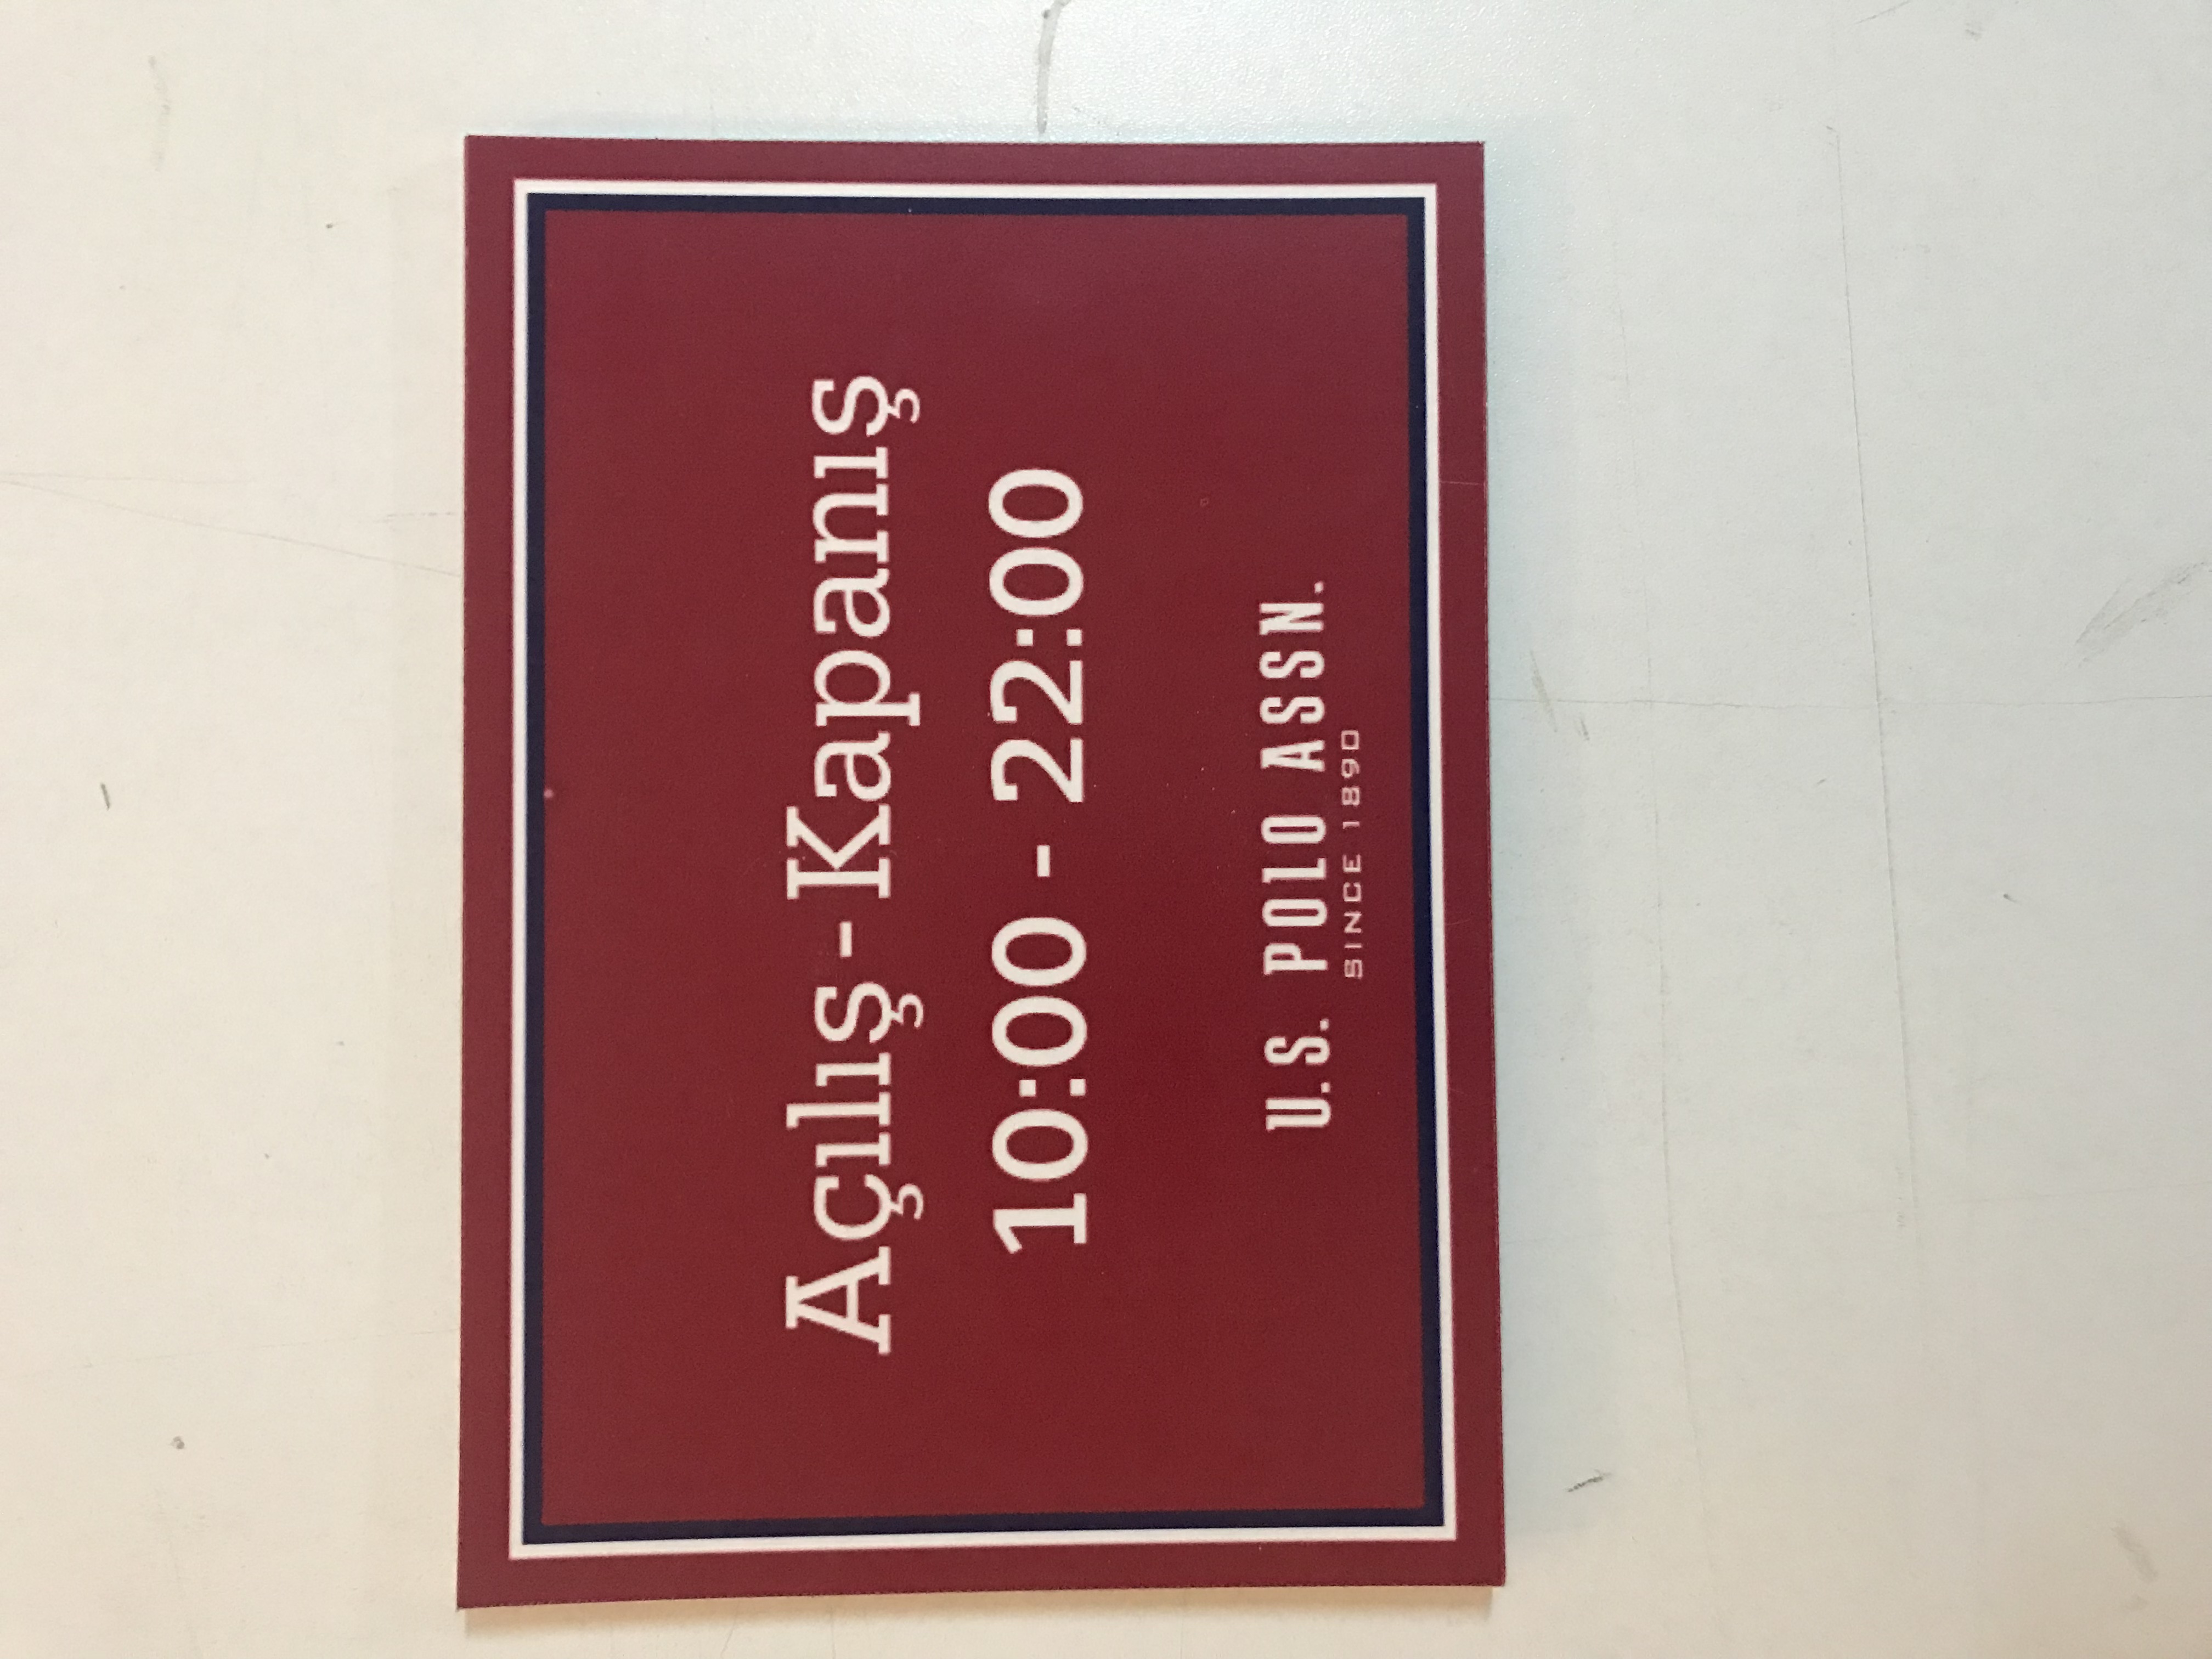 Açılış - Kapanış
10:00 - 22:00
U.S. POLO ASSN.
SINCE 1890